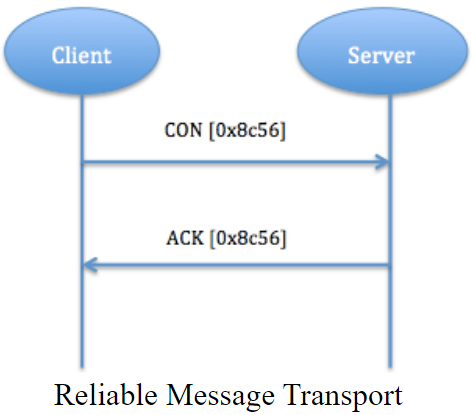 Client
Server
CON [0x8c56]
ACK [0x8c56]
Reliable Message Transport